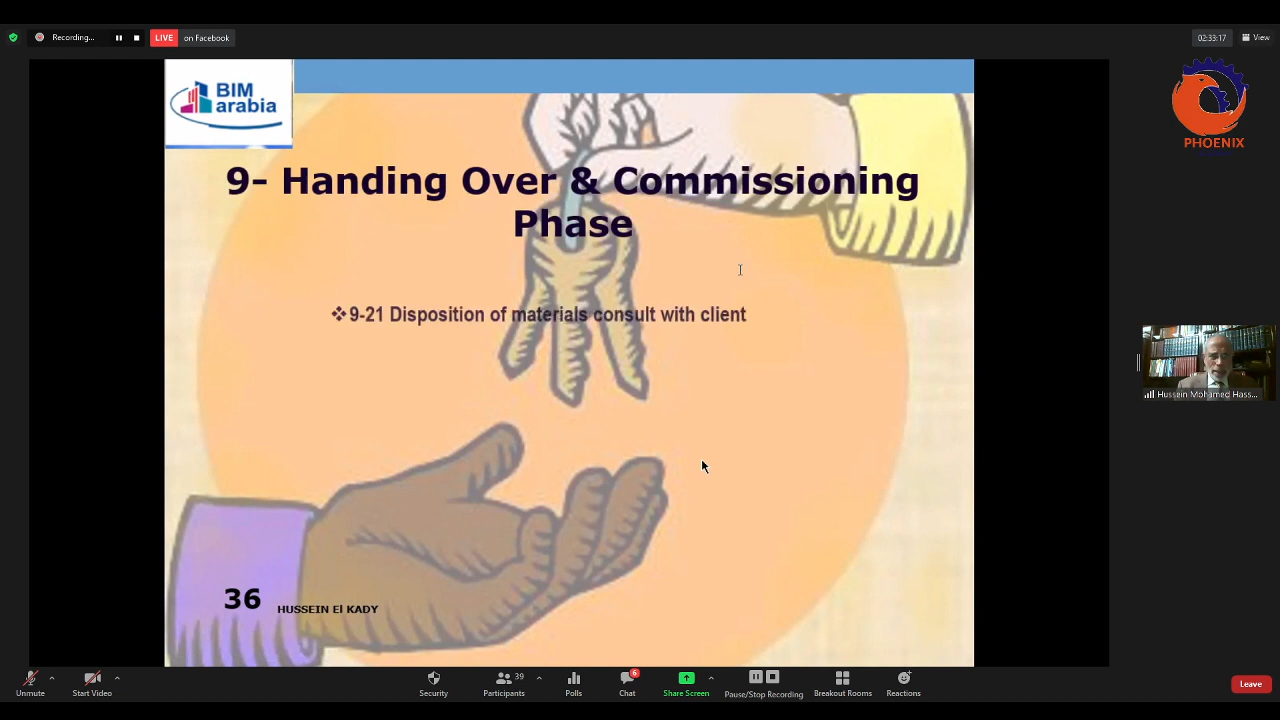 Recording...
LIVE on Facebook
02:33:17
View
BIM
arabia
PHOENIX
9- Handing Over & Commissioning
Phase
❖9-21 Disposition of materials consult with client
Hussein Mohamed Hass...
36 HUSSEIN El KADY
Unmute
Start Video
Security
Participants 39
Polls
Chat 6
Share Screen
Pause/Stop Recording
Breakout Rooms
Reactions
Leave